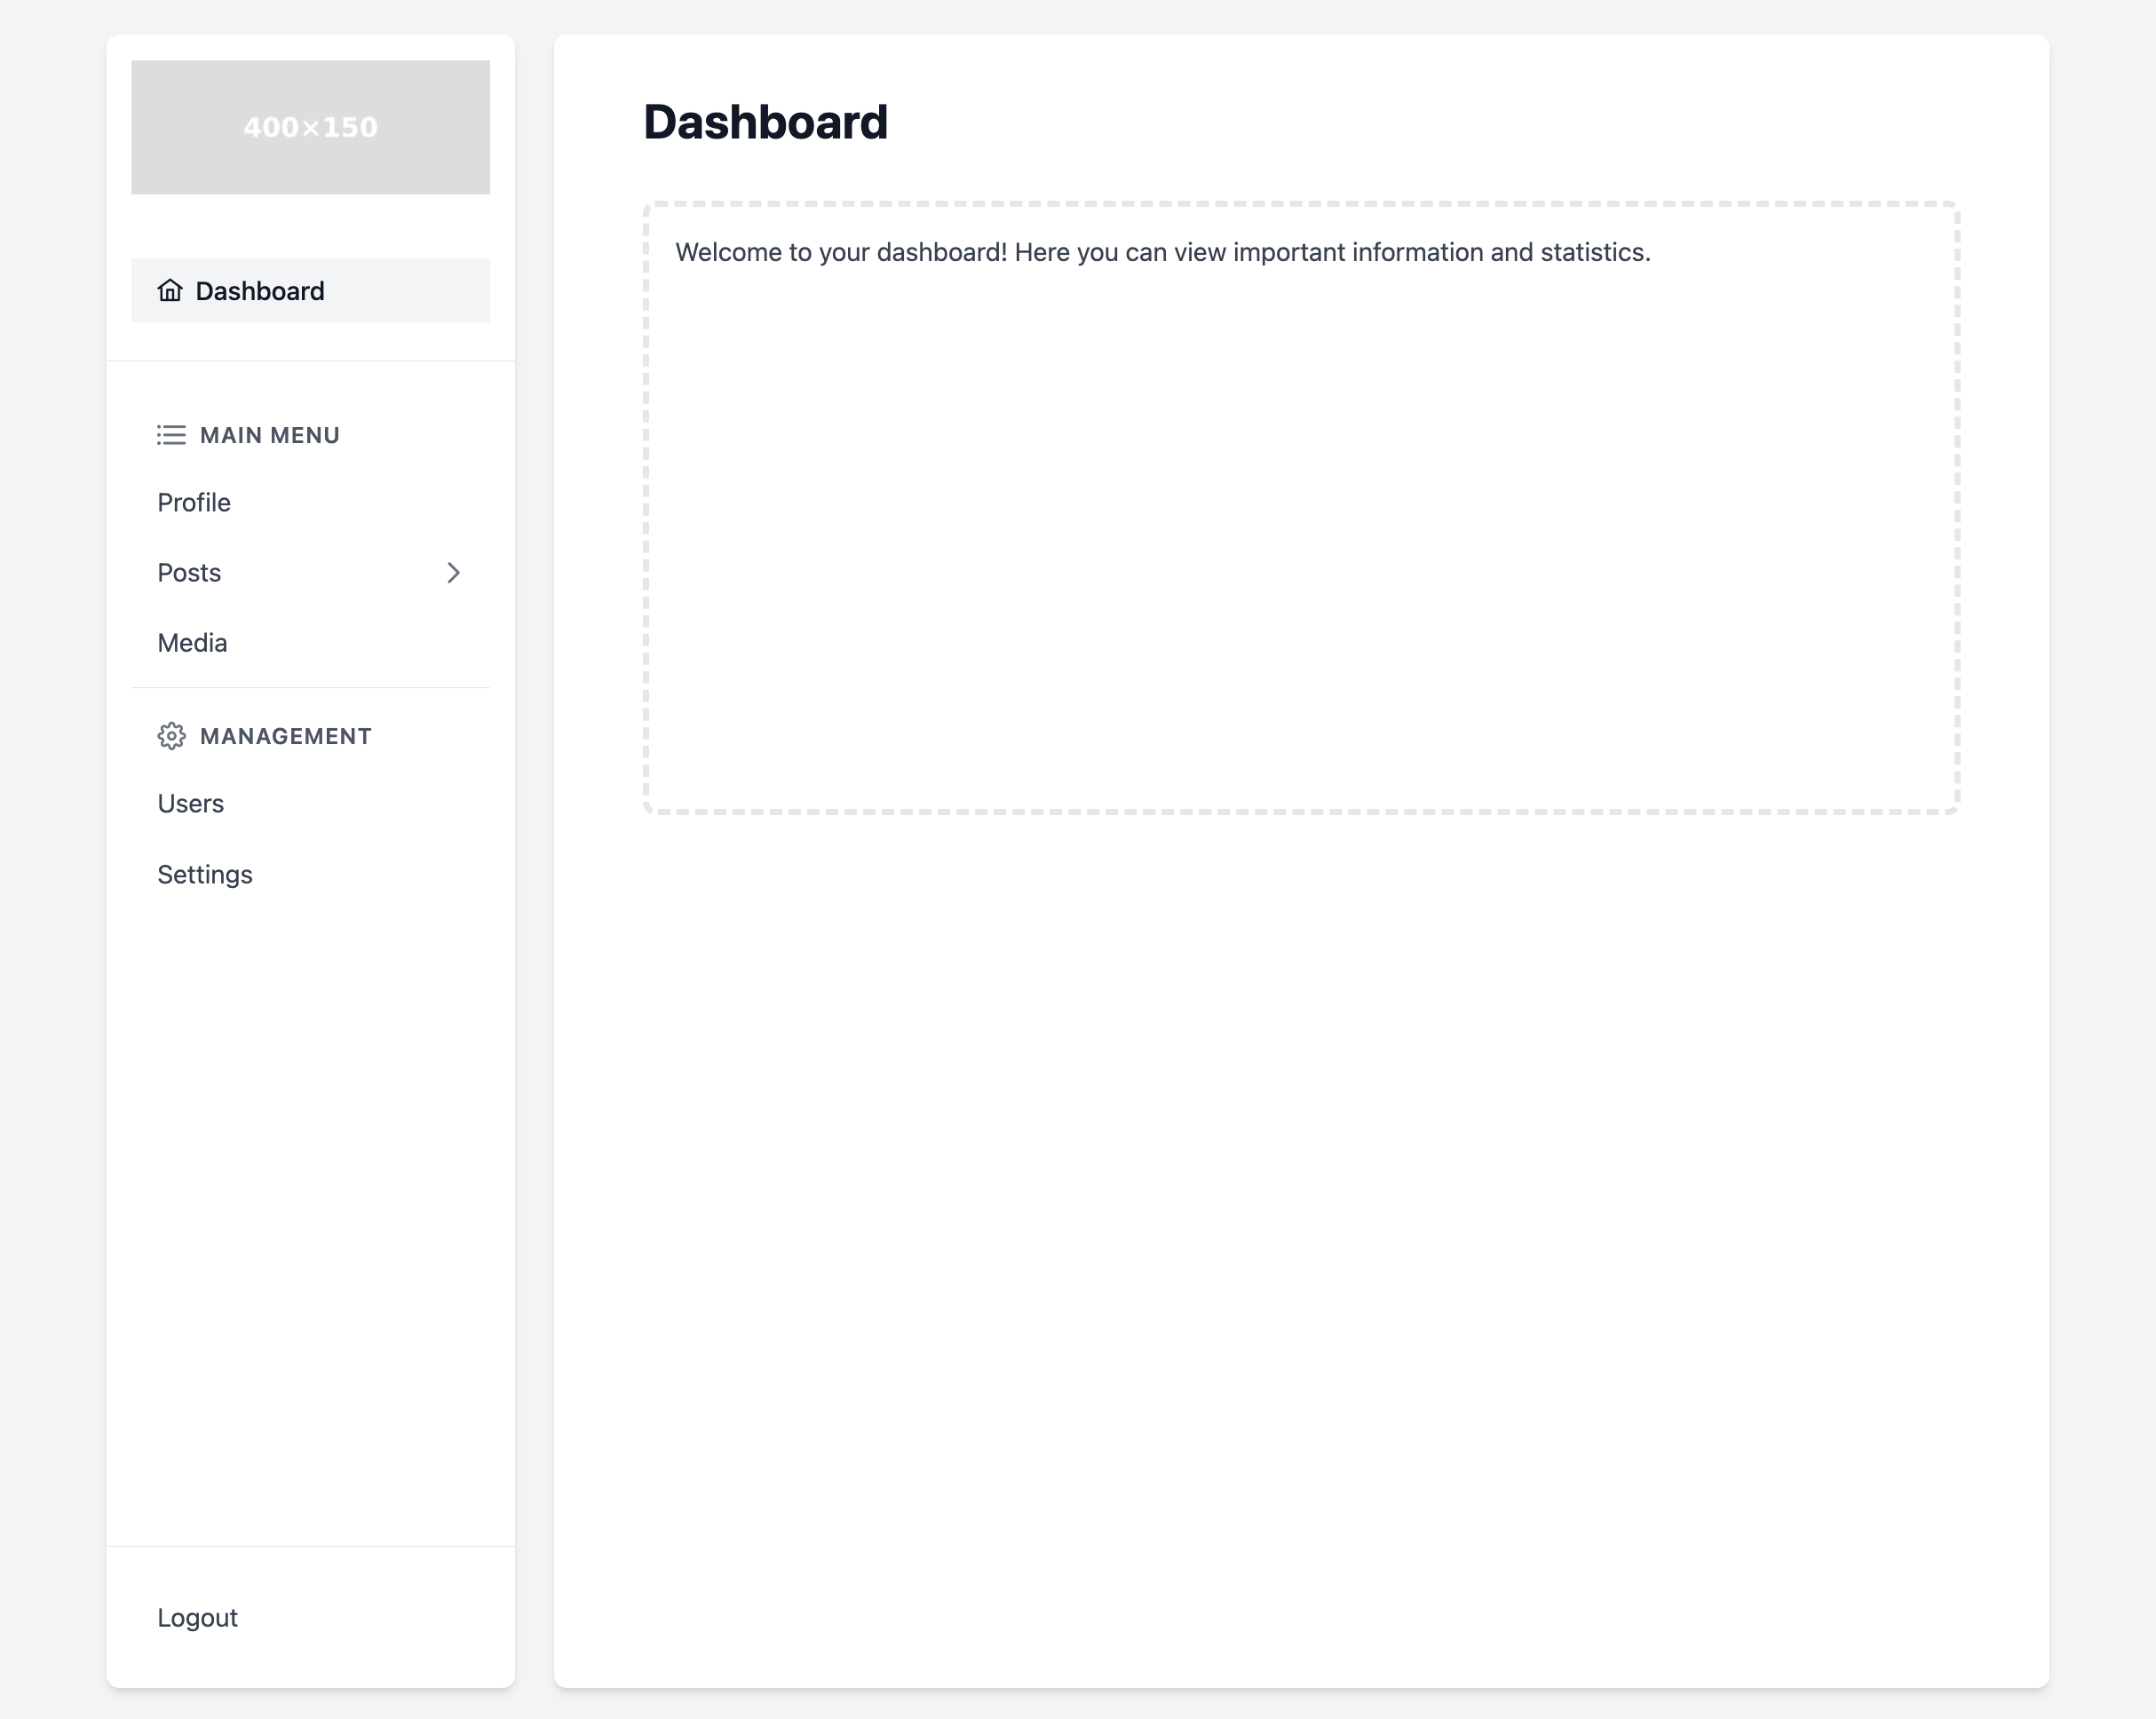 400×150
Dashboard
MAIN MENU
Profile
Posts
Media
MANAGEMENT
Users
Settings
Logout
Dashboard
Welcome to your dashboard! Here you can view important information and statistics.